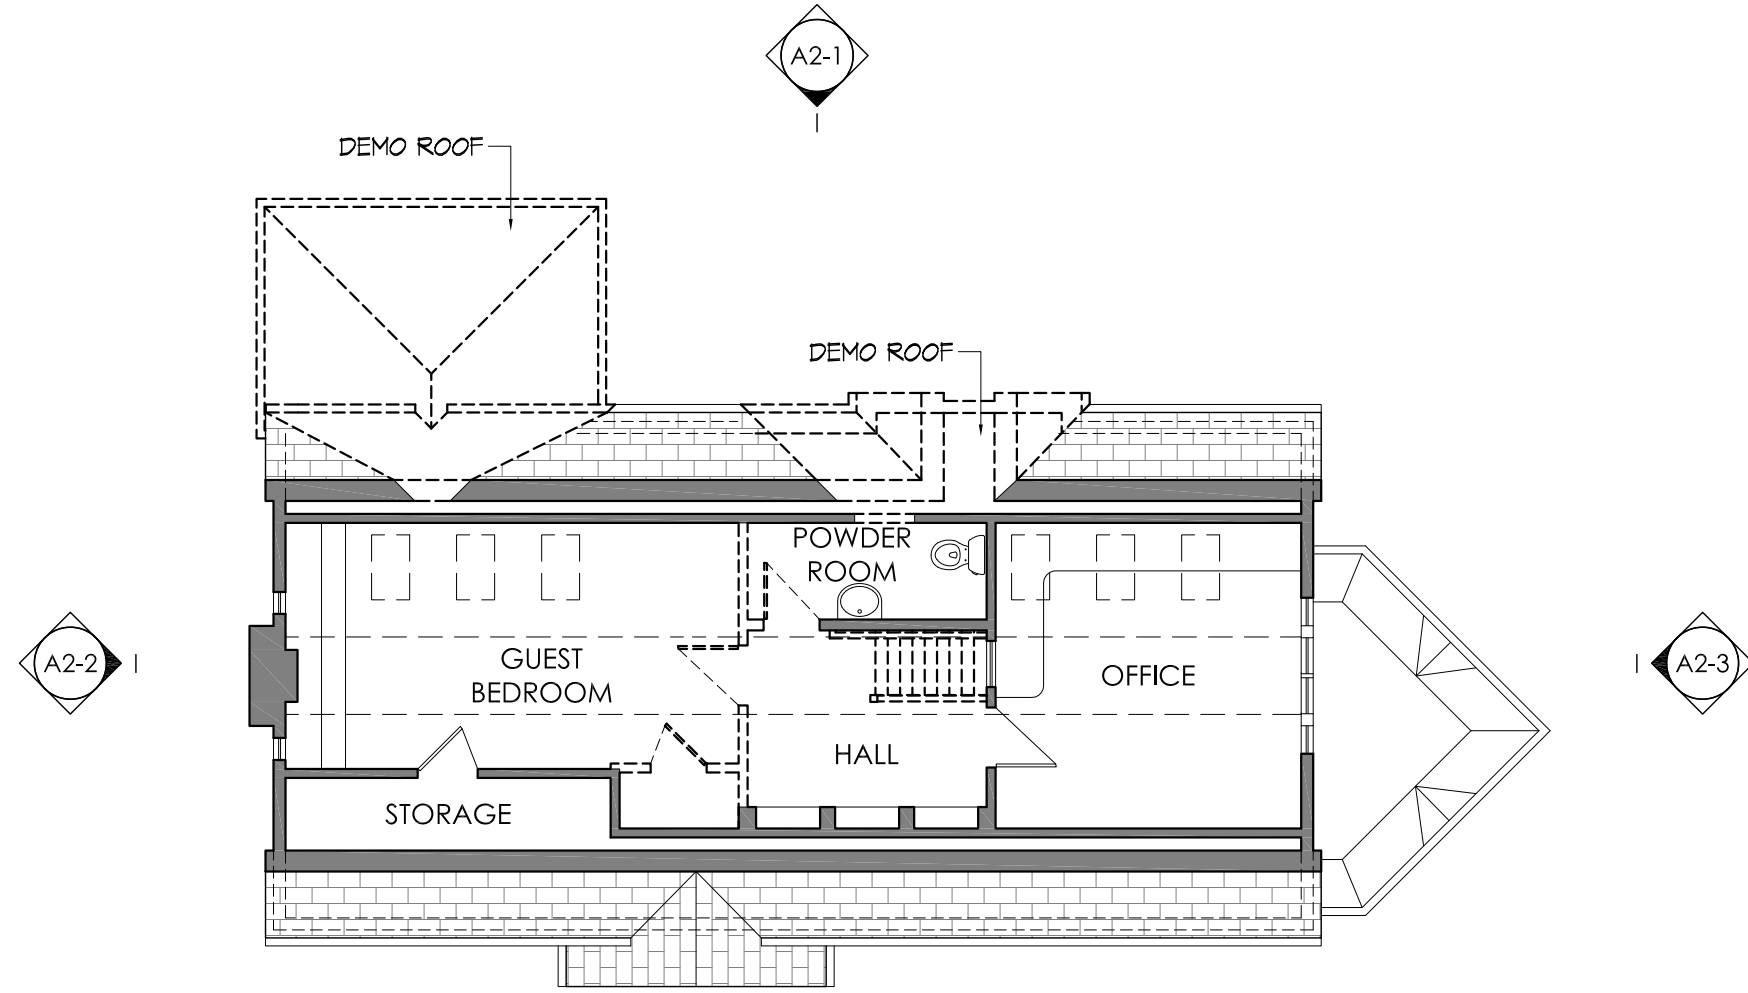 A2-1
DEMO ROOF
DEMO ROOF
POWDER
ROOM
A2-2
GUEST
BEDROOM
OFFICE
A2-3
HALL
STORAGE